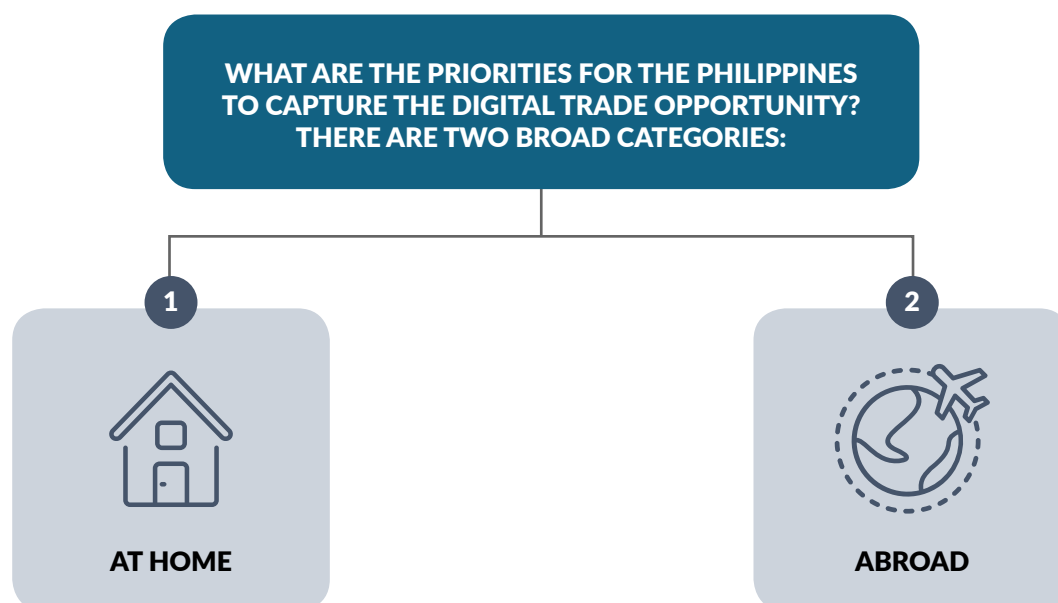 WHAT ARE THE PRIORITIES FOR THE PHILIPPINES
TO CAPTURE THE DIGITAL TRADE OPPORTUNITY?
THERE ARE TWO BROAD CATEGORIES:
1
2
AT HOME
ABROAD